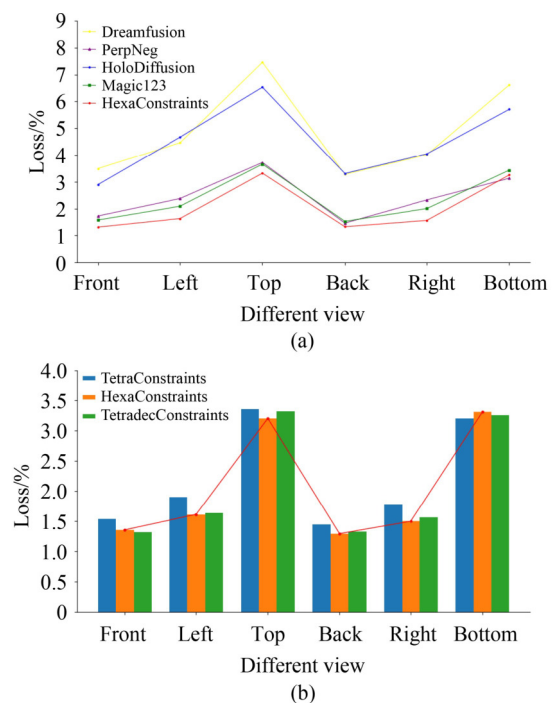 Dreamfusion
PerpNeg
HoloDiffusion
Magic123
HexaConstraints
9
8
7
6
5
4
3
2
1
0
Loss/%
Front Left Top Back Right Bottom
Different view
(a)
TetraConstraints
HexaConstraints
TetradecConstraints
4.0
3.5
3.0
2.5
2.0
1.5
1.0
0.5
0
Loss/%
Front Left Top Back Right Bottom
Different view
(b)